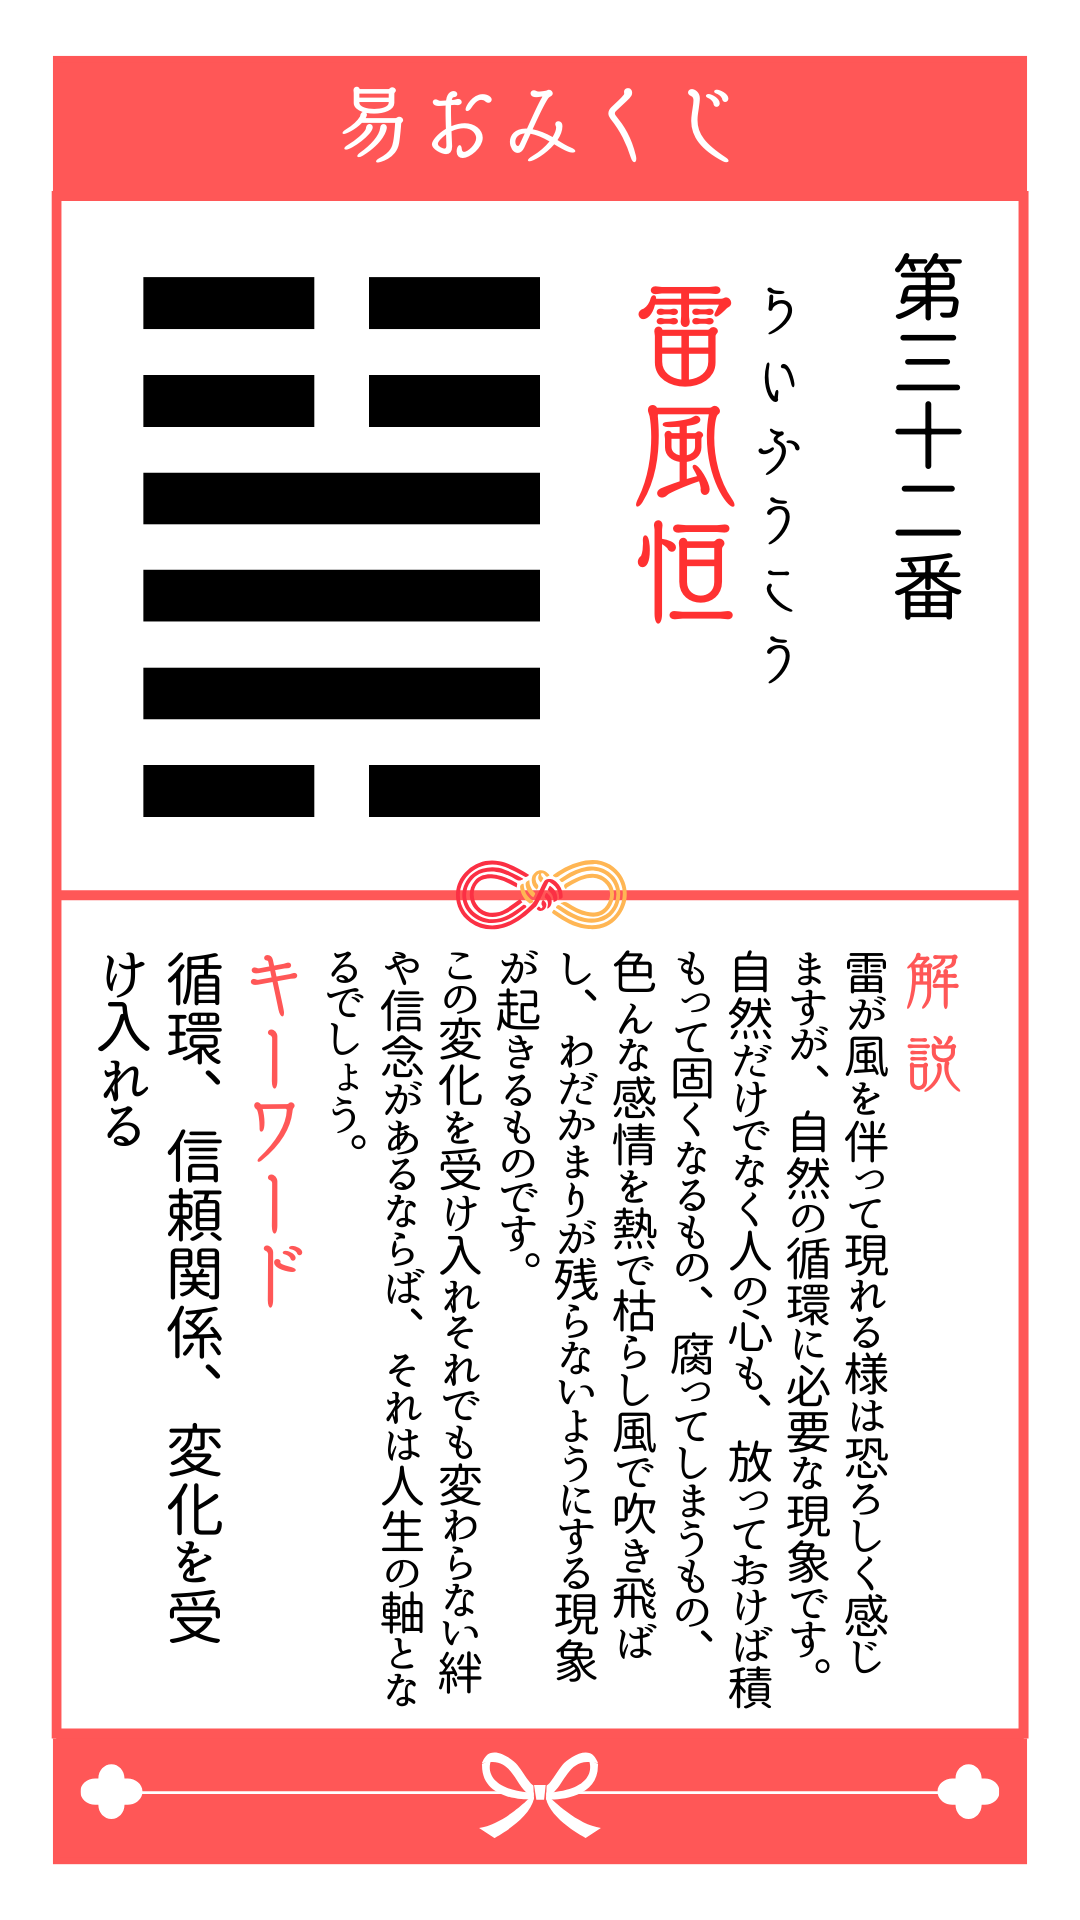 易おみくじ
第三十二番
らいふうこう
雷風恒
解説
雷が風を伴って現れる様は恐ろしく感じ
ますが、自然の循環に必要な現象です。
自然だけでなく人の心も、放っておけば積
もって固くなるもの、腐ってしまうもの、
色んな感情を熱で枯らし風で吹き飛ば
し、わだかまりが残らないようにする現象
が起きるものです。
この変化を受け入れそれでも変わらない絆
や信念があるならば、それは人生の軸とな
るでしょう。
キーワード
循環、信頼関係、変化を受
け入れる